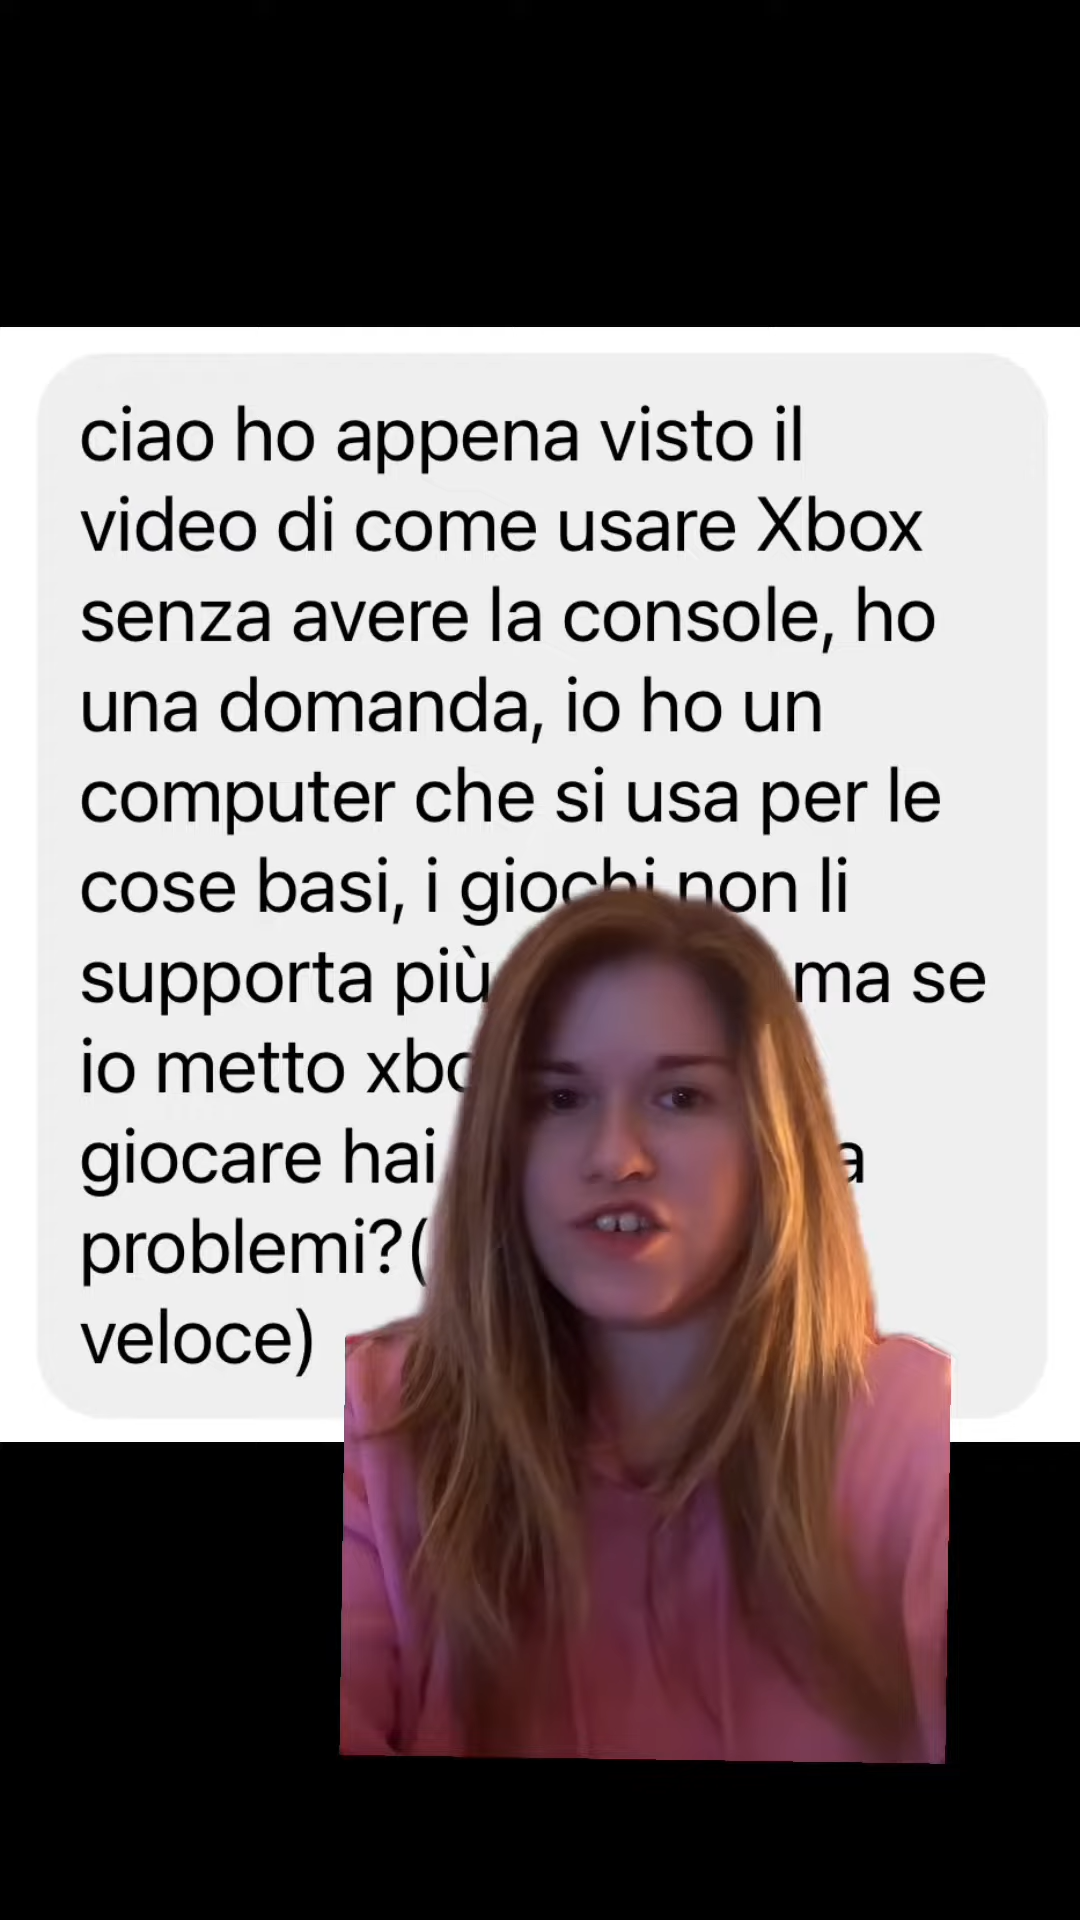 ciao ho appena visto il
video di come usare Xbox
senza avere la console, ho
una domanda, io ho un
computer che si usa per le
cose basi, i giochi non li
supporta più ma se
io metto
giocare hai
problemi?(
veloce)